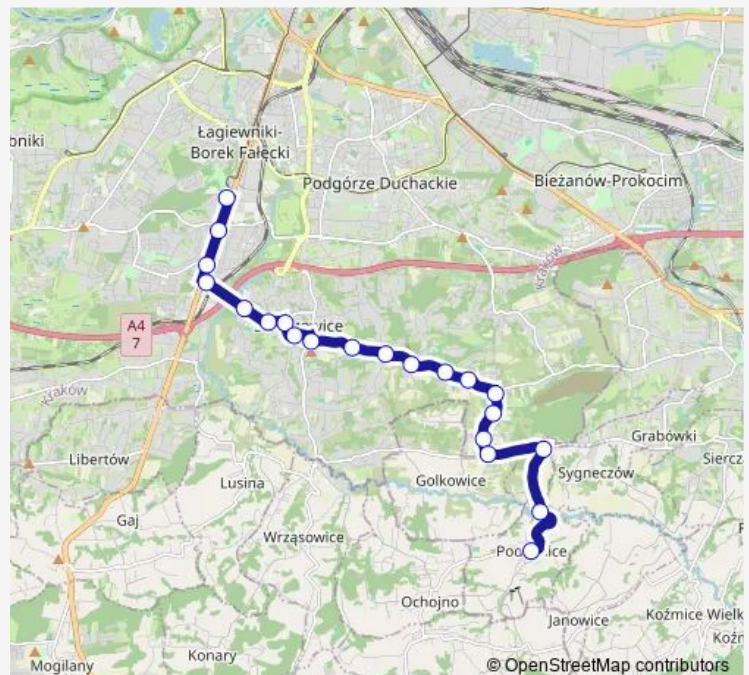 Łagiewniki-
Borek Fałęcki
Podgórze Duchackie
Bieżanów-Prokocim
Kraków
A4
7
Kraków
Grabówki
Libertów
Lusina
Golkowice
Sygneczów
Gaj
Wrząsowice
Ochojno
Janowice
Koźmice Wielk
Mogilany
Konary
© OpenStreetMap contributors